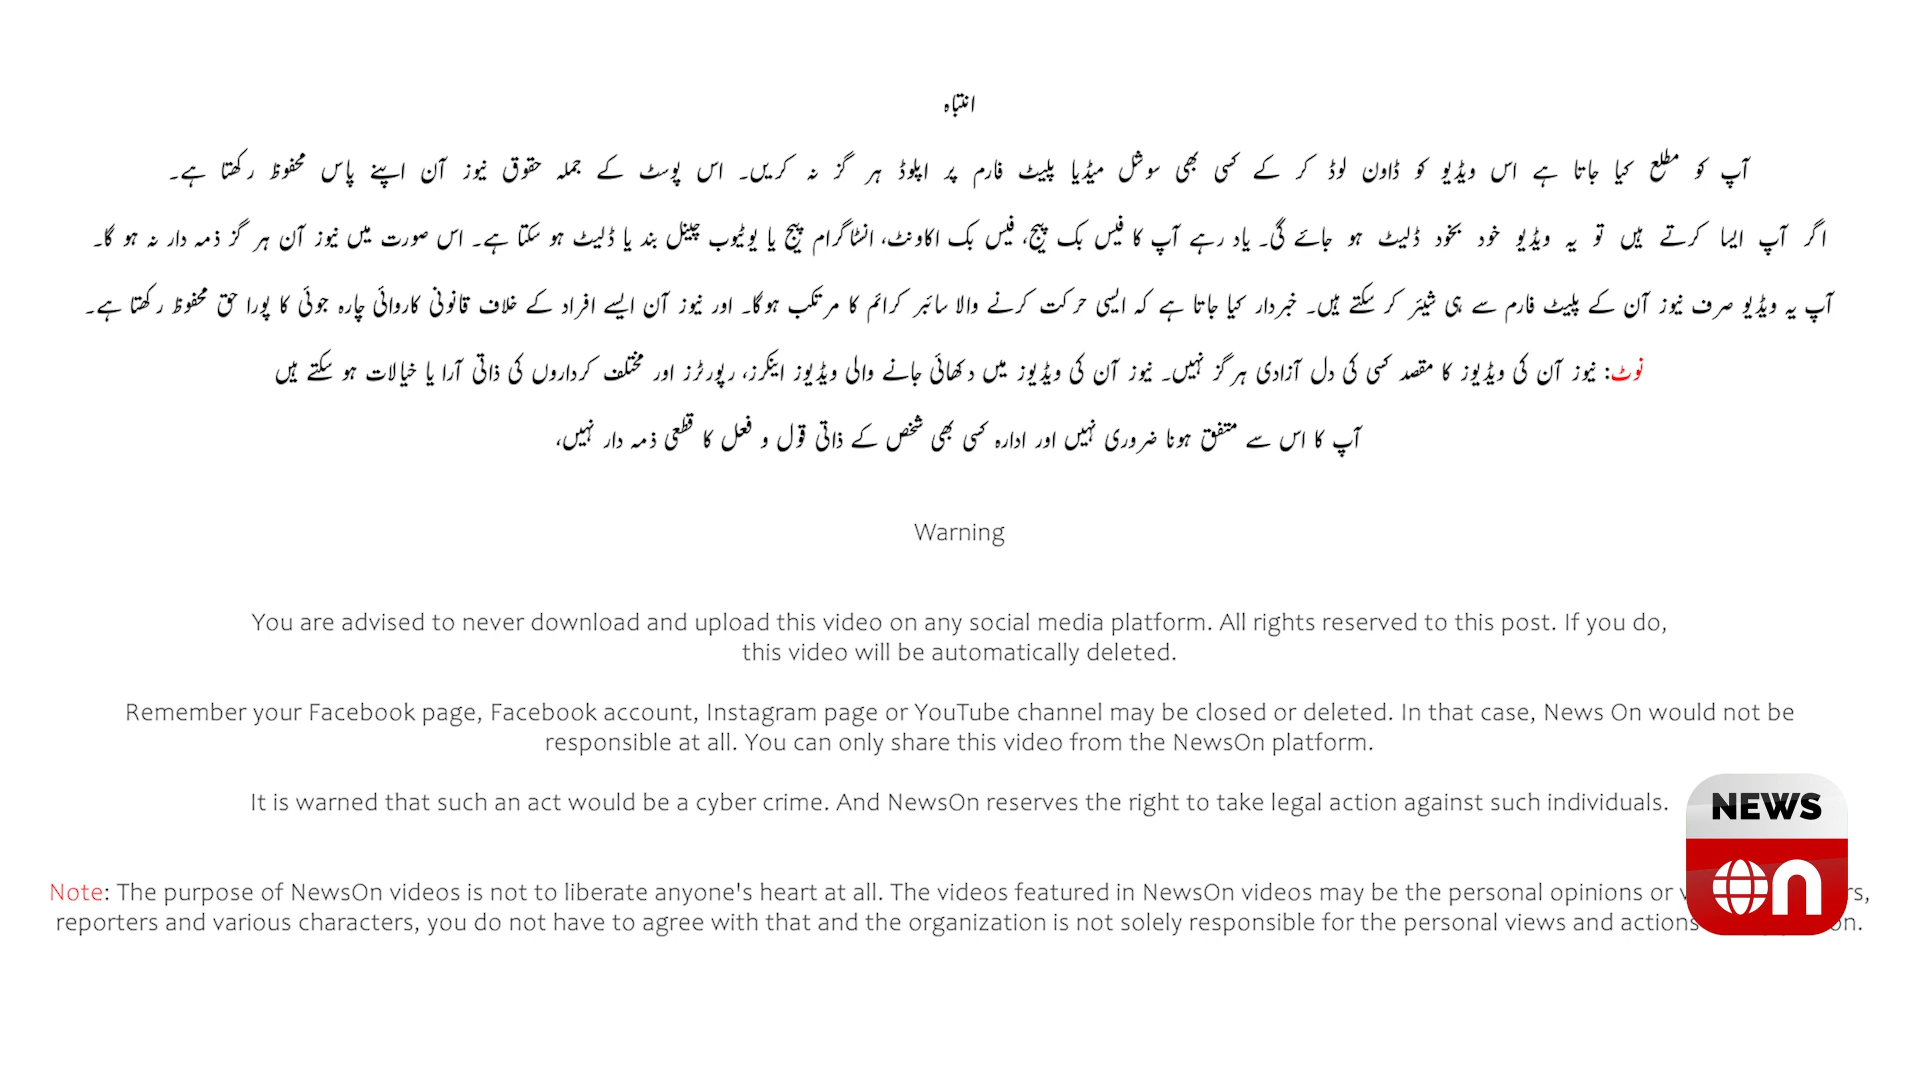 انتباہ
آپ کو مطلع کیا جاتا ہے اس ویڈیو کو ڈاون لوڈ کر کے کسی بھی سوشل میڈیا پلیٹ فارم پر اپلوڈ ہر گز نہ کریں۔ اس پوسٹ کے جملہ حقوق نیوز آن اپنے پاس محفوظ رکھتا ہے۔
اگر آپ ایسا کرتے ہیں تو یہ ویڈیو خود بخود ڈلیٹ ہو جائے گی۔ یاد رہے آپ کا فیس بک پیج، فیس بک اکاونٹ، انسٹاگرام پیج یا یوٹیوب چینل بند یا ڈلیٹ ہو سکتا ہے۔ اس صورت میں نیوز آن ہر گز ذمہ دار نہ ہو گا۔
آپ یہ ویڈیو صرف نیوز آن کے پلیٹ فارم سے ہی شیئر کر سکتے ہیں۔ خبردار کیا جاتا ہے کہ ایسی حرکت کرنے والا سائبر کرائم کا مرتکب ہوگا۔ اور نیوز آن ایسے افراد کے خلاف قانونی کاروائی چارہ جوئی کا پورا حق محفوظ رکھتا ہے۔
نوٹ: نیوز آن کی ویڈیوز کا مقصد کسی کی دل آزادی ہرگز نہیں۔ نیوز آن کی ویڈیوز میں دکھائی جانے والی ویڈیوز اینکرز، رپورٹرز اور مختلف کرداروں کی ذاتی آرا یا خیالات ہو سکتے ہیں
آپ کا اس سے متفق ہونا ضروری نہیں اور ادارہ کسی بھی شخص کے ذاتی قول و فعل کا قطعی ذمہ دار نہیں،
Warning
You are advised to never download and upload this video on any social media platform. All rights reserved to this post. If you do,
this video will be automatically deleted.
Remember your Facebook page, Facebook account, Instagram page or YouTube channel may be closed or deleted. In that case, News On would not be
responsible at all. You can only share this video from the NewsOn platform.
It is warned that such an act would be a cyber crime. And NewsOn reserves the right to take legal action against such individuals.
Note: The purpose of NewsOn videos is not to liberate anyone's heart at all. The videos featured in NewsOn videos may be the personal opinions or
reporters and various characters, you do not have to agree with that and the organization is not solely responsible for the personal views and actions
NEWS
On